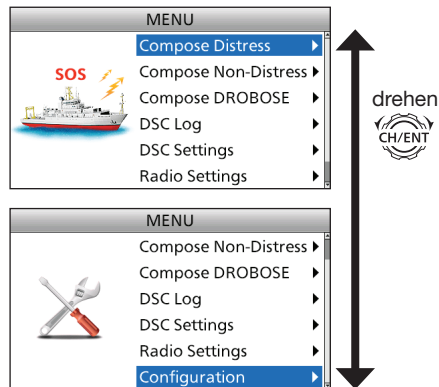 MENU
Compose Distress
SOS
Compose Non-Distress
Compose DROBOSE
DSC Log
DSC Settings
Radio Settings
drehen
CH/ENT
MENU
Compose Non-Distress
Compose DROBOSE
DSC Log
DSC Settings
Radio Settings
Configuration